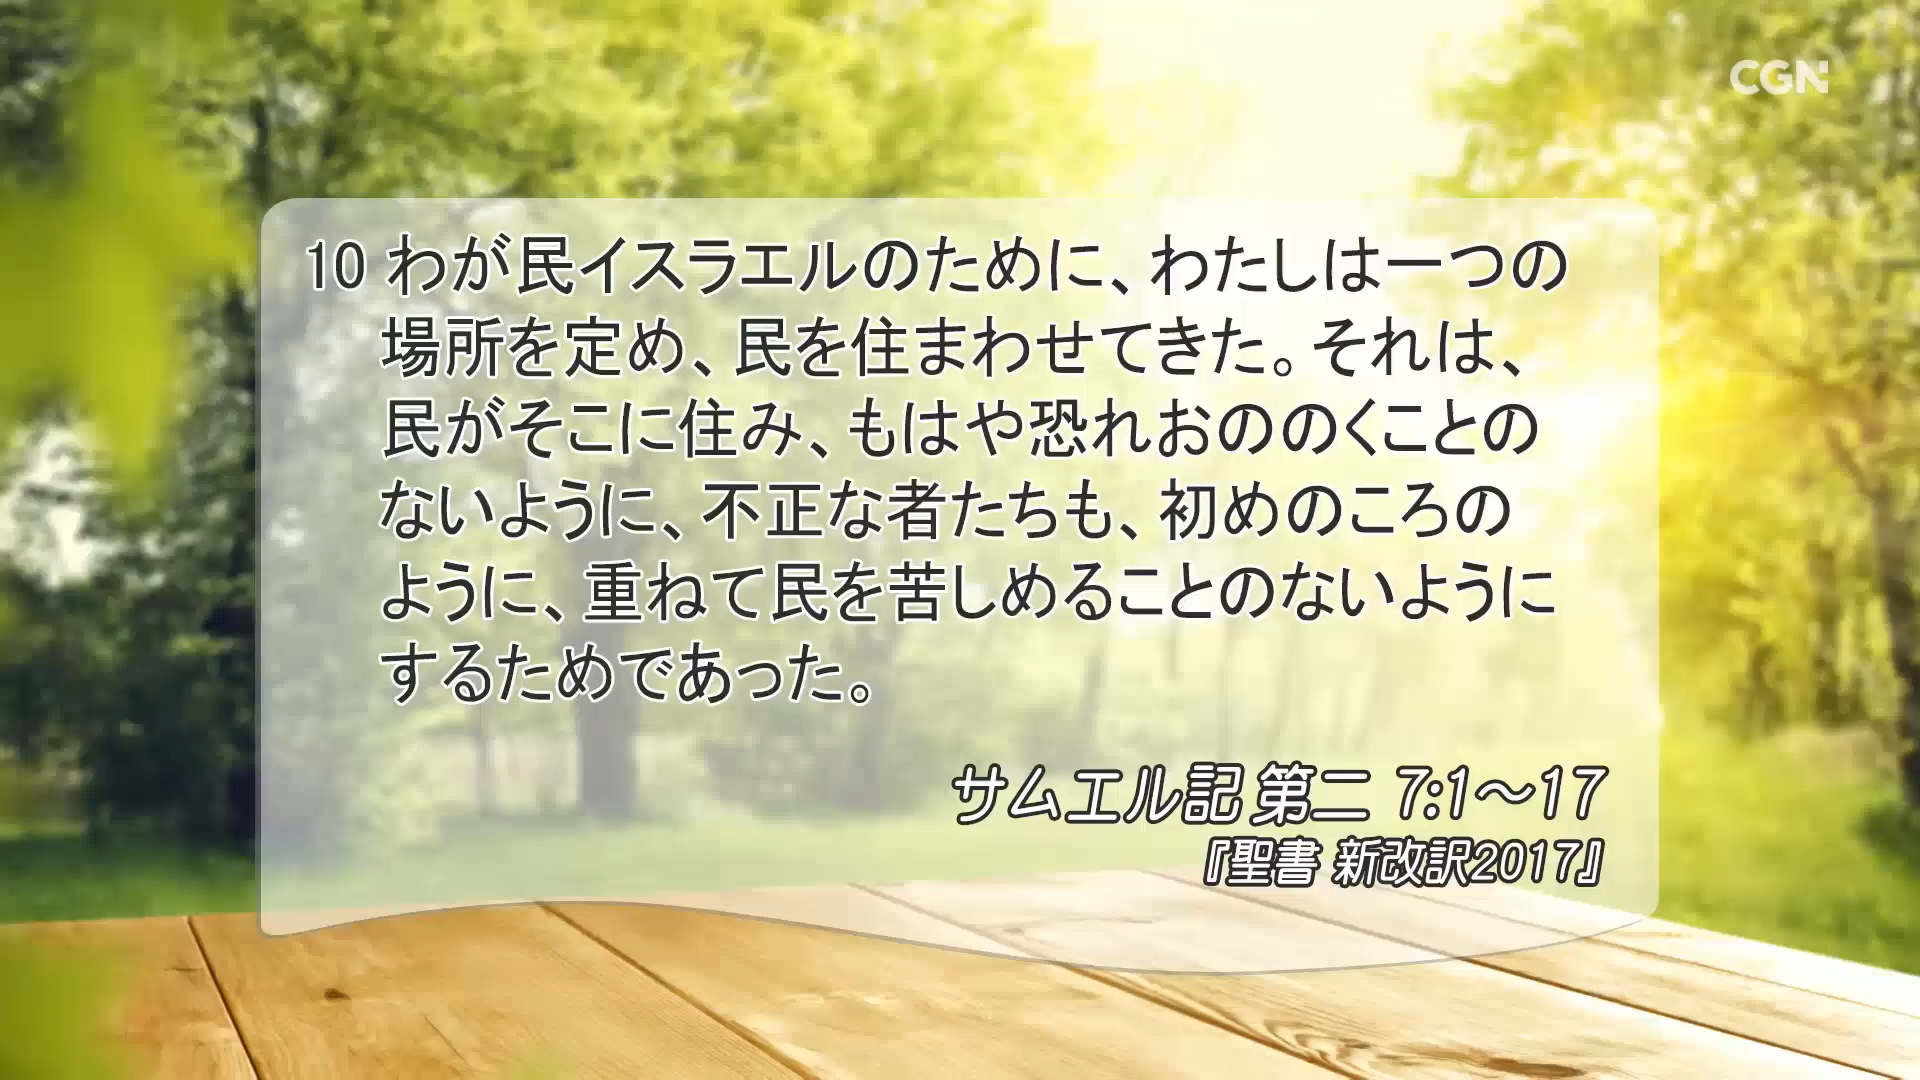 CGN
10 わが民イスラエルのために、わたしは一つの
場所を定め、民を住まわせてきた。それは、
民がそこに住み、もはや恐れおののくことの
ないように、不正な者たちも、初めのころの
ように、重ねて民を苦しめることのないように
するためであった。
サムエル記 第二 7:1〜17
『聖書 新改訳2017』